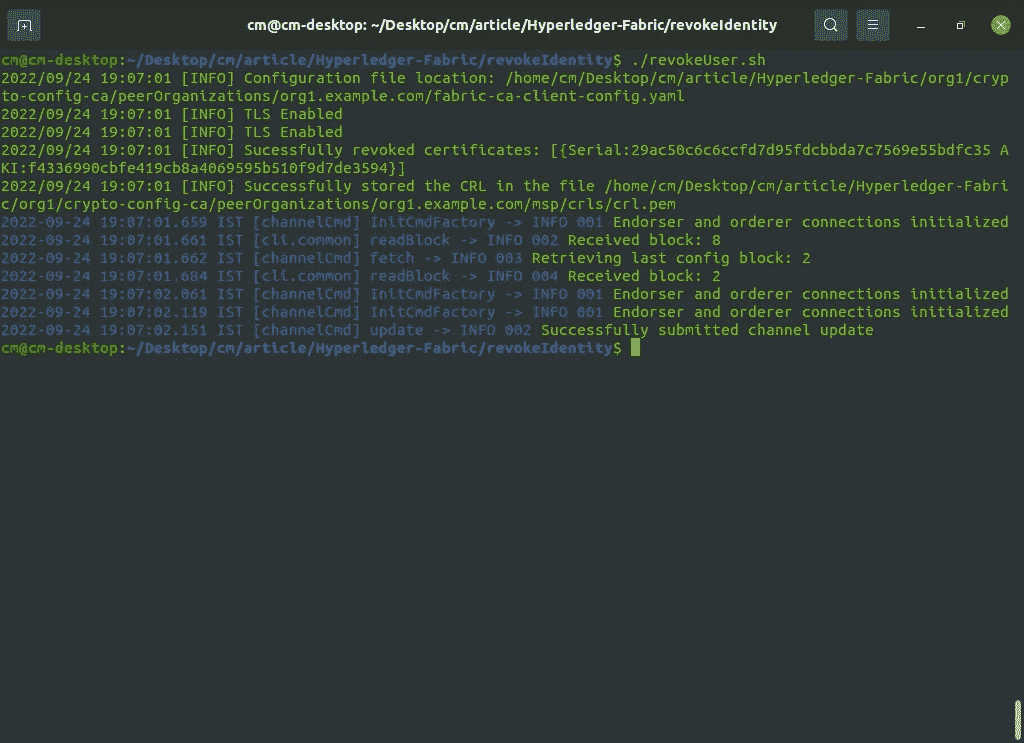 cm@cm-desktop: ~/Desktop/cm/article/Hyperledger-Fabric/revokeIdentity
cm@cm-desktop:~/Desktop/cm/article/Hyperledger-Fabric/revokeIdentity$ ./revokeUser.sh
2022/09/24 19:07:01 [INFO] Configuration file location: /home/cm/Desktop/cm/article/Hyperledger-Fabric/org1/cryp
to-config-ca/peerOrganizations/org1.example.com/fabric-ca-client-config.yaml
2022/09/24 19:07:01 [INFO] TLS Enabled
2022/09/24 19:07:01 [INFO] TLS Enabled
2022/09/24 19:07:01 [INFO] Sucessfully revoked certificates: [{Serial:29ac50c6c6ccfd7d95fdcbbda7c7569e55bdfc35 A
KI:f4336990cbfe419cb8a4069595b510f9d7de3594}]
2022/09/24 19:07:01 [INFO] Successfully stored the CRL in the file /home/cm/Desktop/cm/article/Hyperledger-Fabri
c/org1/crypto-config-ca/peerOrganizations/org1.example.com/msp/crls/crl.pem
2022-09-24 19:07:01.659 IST [channelCmd] InitCmdFactory -> INFO 001 Endorser and orderer connections initialized
2022-09-24 19:07:01.661 IST [cli.common] readBlock -> INFO 002 Received block: 8
2022-09-24 19:07:01.662 IST [channelCmd] fetch -> INFO 003 Retrieving last config block: 2
2022-09-24 19:07:01.684 IST [cli.common] readBlock -> INFO 004 Received block: 2
2022-09-24 19:07:02.061 IST [channelCmd] InitCmdFactory -> INFO 001 Endorser and orderer connections initialized
2022-09-24 19:07:02.119 IST [channelCmd] InitCmdFactory -> INFO 001 Endorser and orderer connections initialized
2022-09-24 19:07:02.151 IST [channelCmd] update -> INFO 002 Successfully submitted channel update
cm@cm-desktop:~/Desktop/cm/article/Hyperledger-Fabric/revokeIdentity$